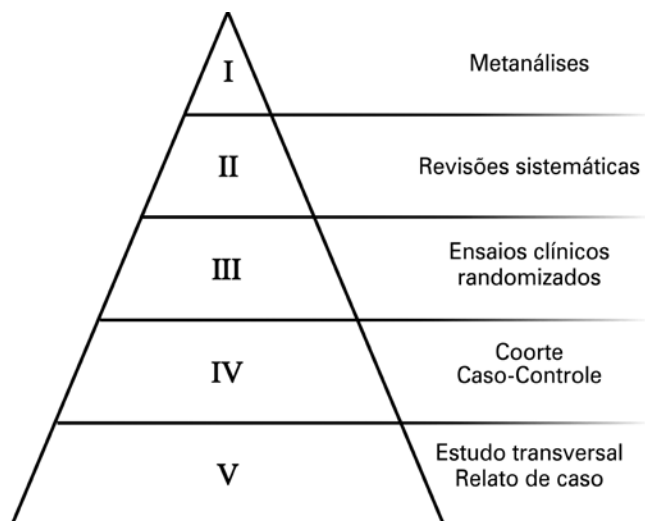 I
Metanálises
II
Revisões sistemáticas
III
Ensaios clínicos
randomizados
IV
Coorte
Caso-Controle
V
Estudo transversal
Relato de caso